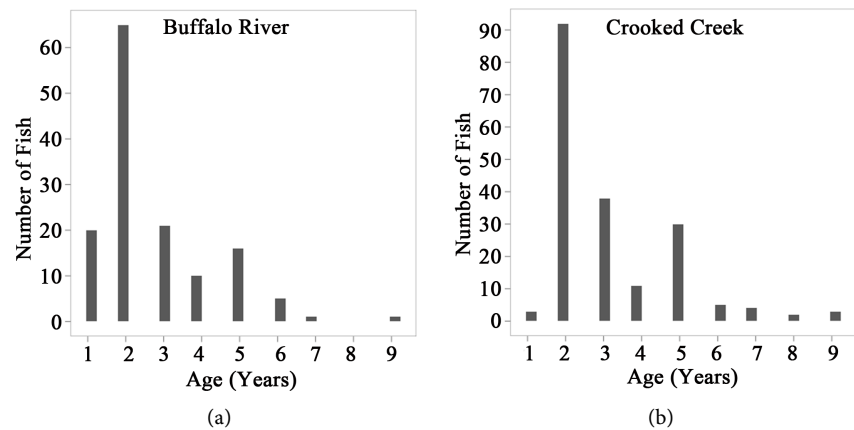 Buffalo River
Number of Fish
60
50
40
30
20
10
0
1 2 3 4 5 6 7 8 9
Age (Years)
(a)
Crooked Creek
Number of Fish
90
80
70
60
50
40
30
20
10
0
1 2 3 4 5 6 7 8 9
Age (Years)
(b)